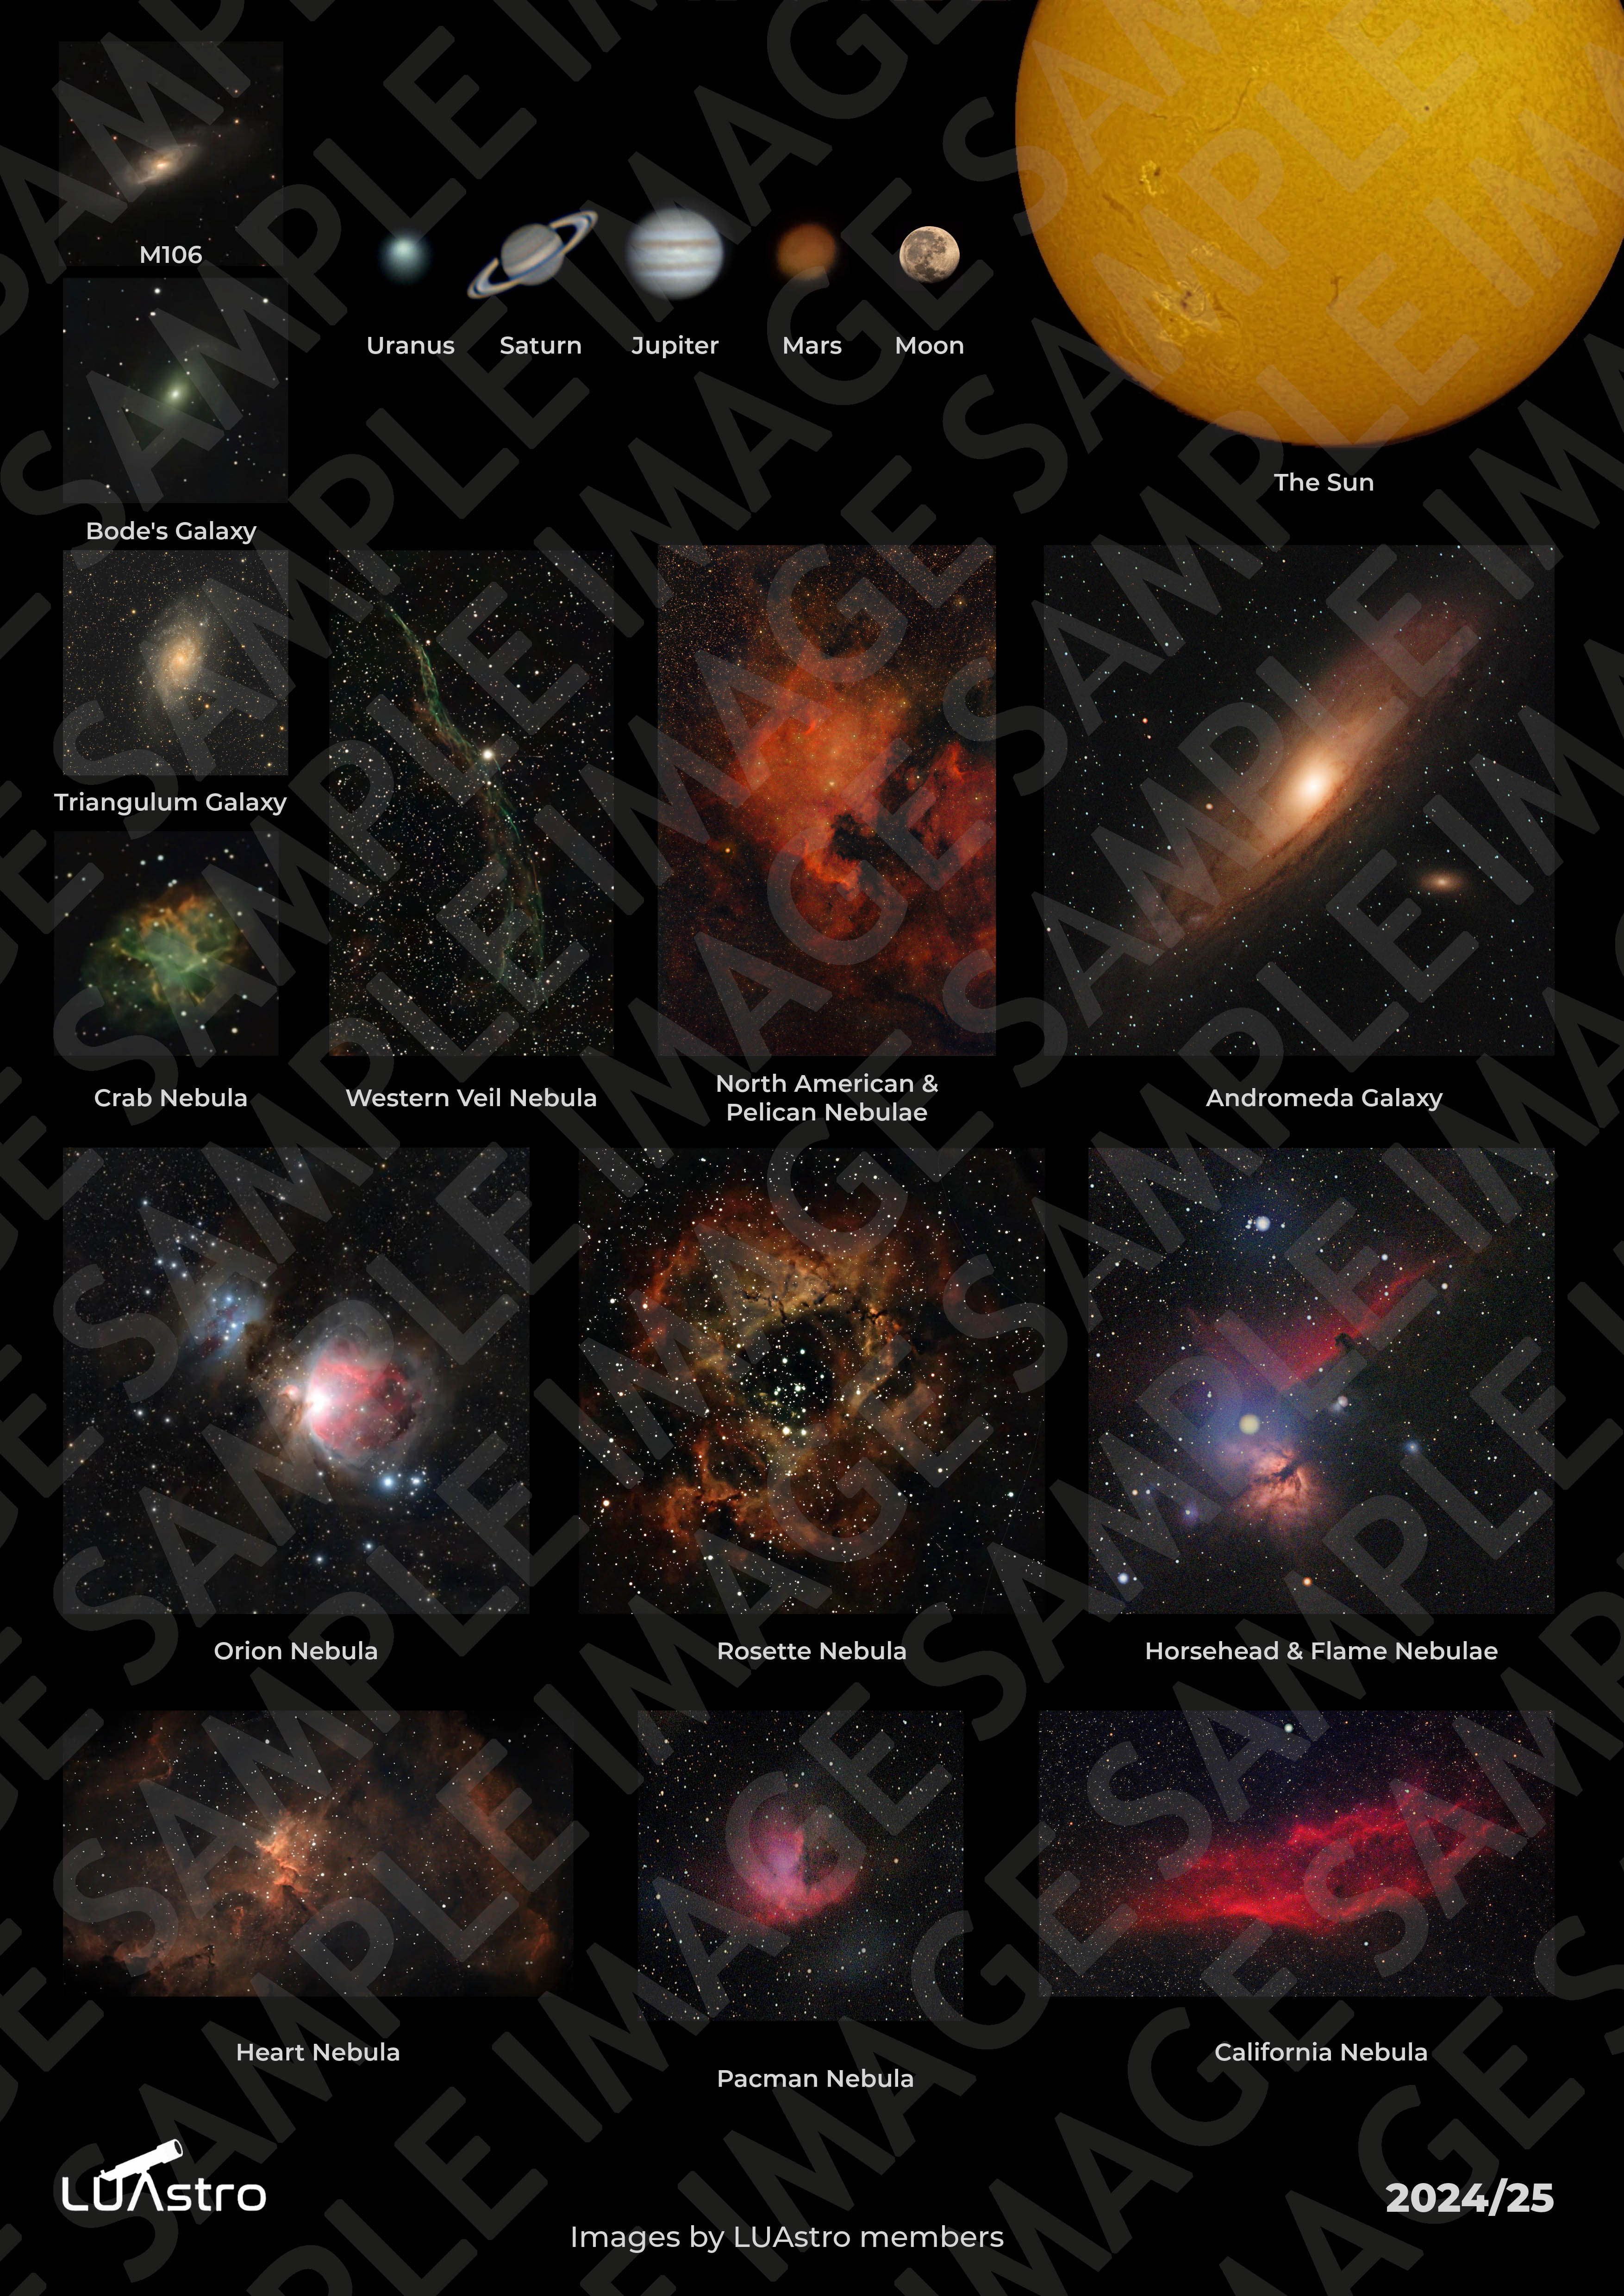 M106
Uranus
Saturn
Jupiter
Mars
Moon
The Sun
Bode's Galaxy
Triangulum Galaxy
Crab Nebula
Western Veil Nebula
North American &
Pelican Nebulae
Andromeda Galaxy
Orion Nebula
Rosette Nebula
Horsehead & Flame Nebulae
Heart Nebula
Pacman Nebula
California Nebula
LUAstro
2024/25
Images by LUAstro members
SAMPLE IMAGE SAMPLE IMAGE